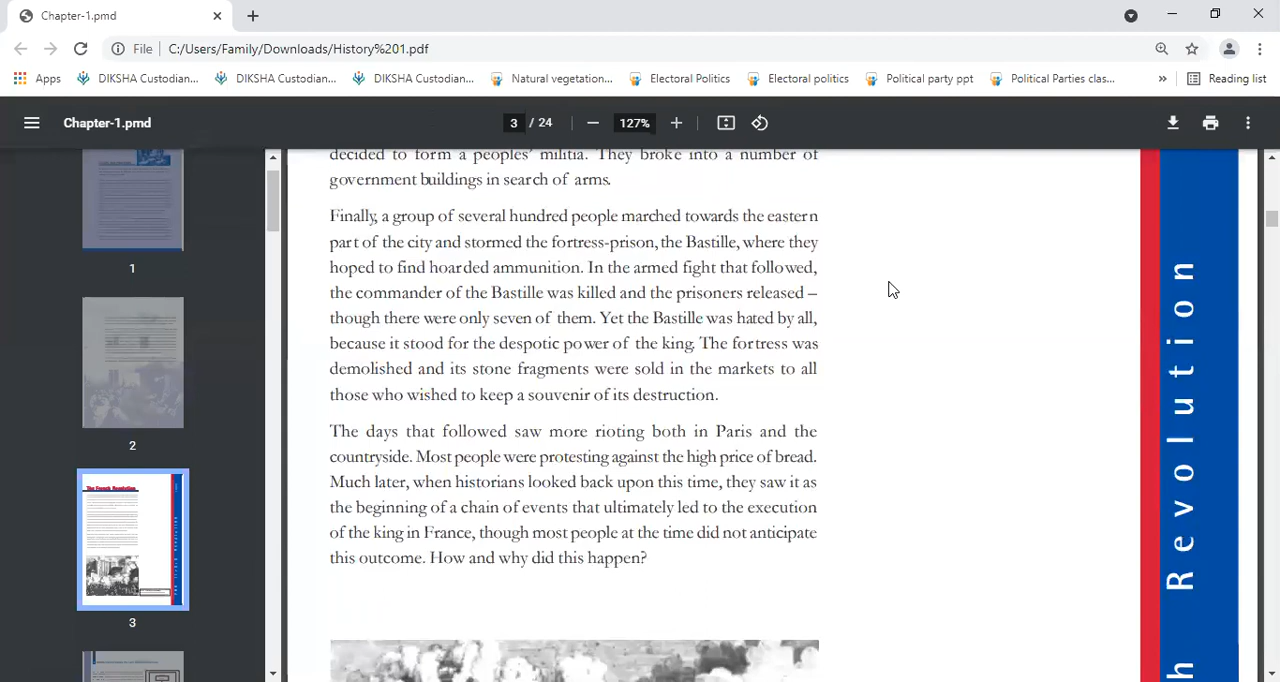 Chapter-1.pmd
File C:/Users/Family/Downloads/History%201.pdf
Apps DIKSHA Custodian... DIKSHA Custodian... DIKSHA Custodian... Natural vegetation... Electoral Politics Electoral politics Political party ppt Political Parties clas... » Reading list
Chapter-1.pmd 3 / 24 127%
decided to form a peoples' militia. They broke into a number of
government buildings in search of arms.
Finally, a group of several hundred people marched towards the eastern
part of the city and stormed the fortress-prison, the Bastille, where they
hoped to find hoarded ammunition. In the armed fight that followed,
the commander of the Bastille was killed and the prisoners released –
though there were only seven of them. Yet the Bastille was hated by all,
because it stood for the despotic power of the king. The fortress was
demolished and its stone fragments were sold in the markets to all
those who wished to keep a souvenir of its destruction.
The days that followed saw more rioting both in Paris and the
countryside. Most people were protesting against the high price of bread.
Much later, when historians looked back upon this time, they saw it as
the beginning of a chain of events that ultimately led to the execution
of the king in France, though most people at the time did not anticipate
this outcome. How and why did this happen?
1
2
The French Revolution
3
h Revolution